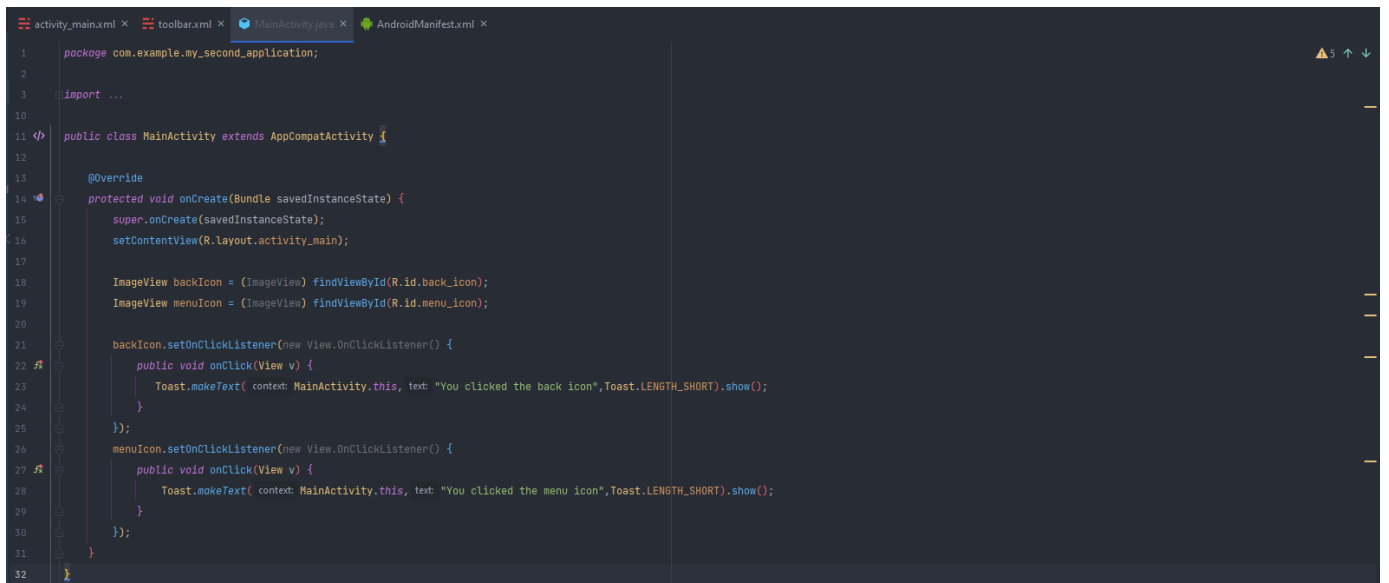 activity_main.xml × toolbar.xml × MainActivity.java × AndroidManifest.xml ×
1 package com.example.my_second_application; 5
2
3 import ...
10
11 public class MainActivity extends AppCompatActivity {
12
13 @Override
14 protected void onCreate(Bundle savedInstanceState) {
15 super.onCreate(savedInstanceState);
16 setContentView(R.layout.activity_main);
17
18 ImageView backIcon = (ImageView) findViewById(R.id.back_icon);
19 ImageView menuIcon = (ImageView) findViewById(R.id.menu_icon);
20
21 backIcon.setOnClickListener(new View.OnClickListener() {
22 public void onClick(View v) {
23 Toast.makeText( context: MainActivity.this, text: "You clicked the back icon",Toast.LENGTH_SHORT).show();
24 }
25 });
26 menuIcon.setOnClickListener(new View.OnClickListener() {
27 public void onClick(View v) {
28 Toast.makeText( context: MainActivity.this, text: "You clicked the menu icon",Toast.LENGTH_SHORT).show();
29 }
30 });
31 }
32 }